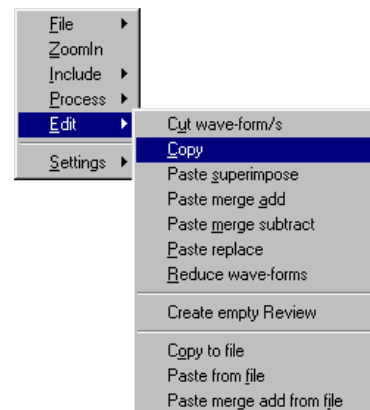 File
ZoomIn
Include
Process
Edit
Settings
Cut wave-form/s
Copy
Paste superimpose
Paste merge add
Paste merge subtract
Paste replace
Reduce wave-forms
Create empty Review
Copy to file
Paste from file
Paste merge add from file